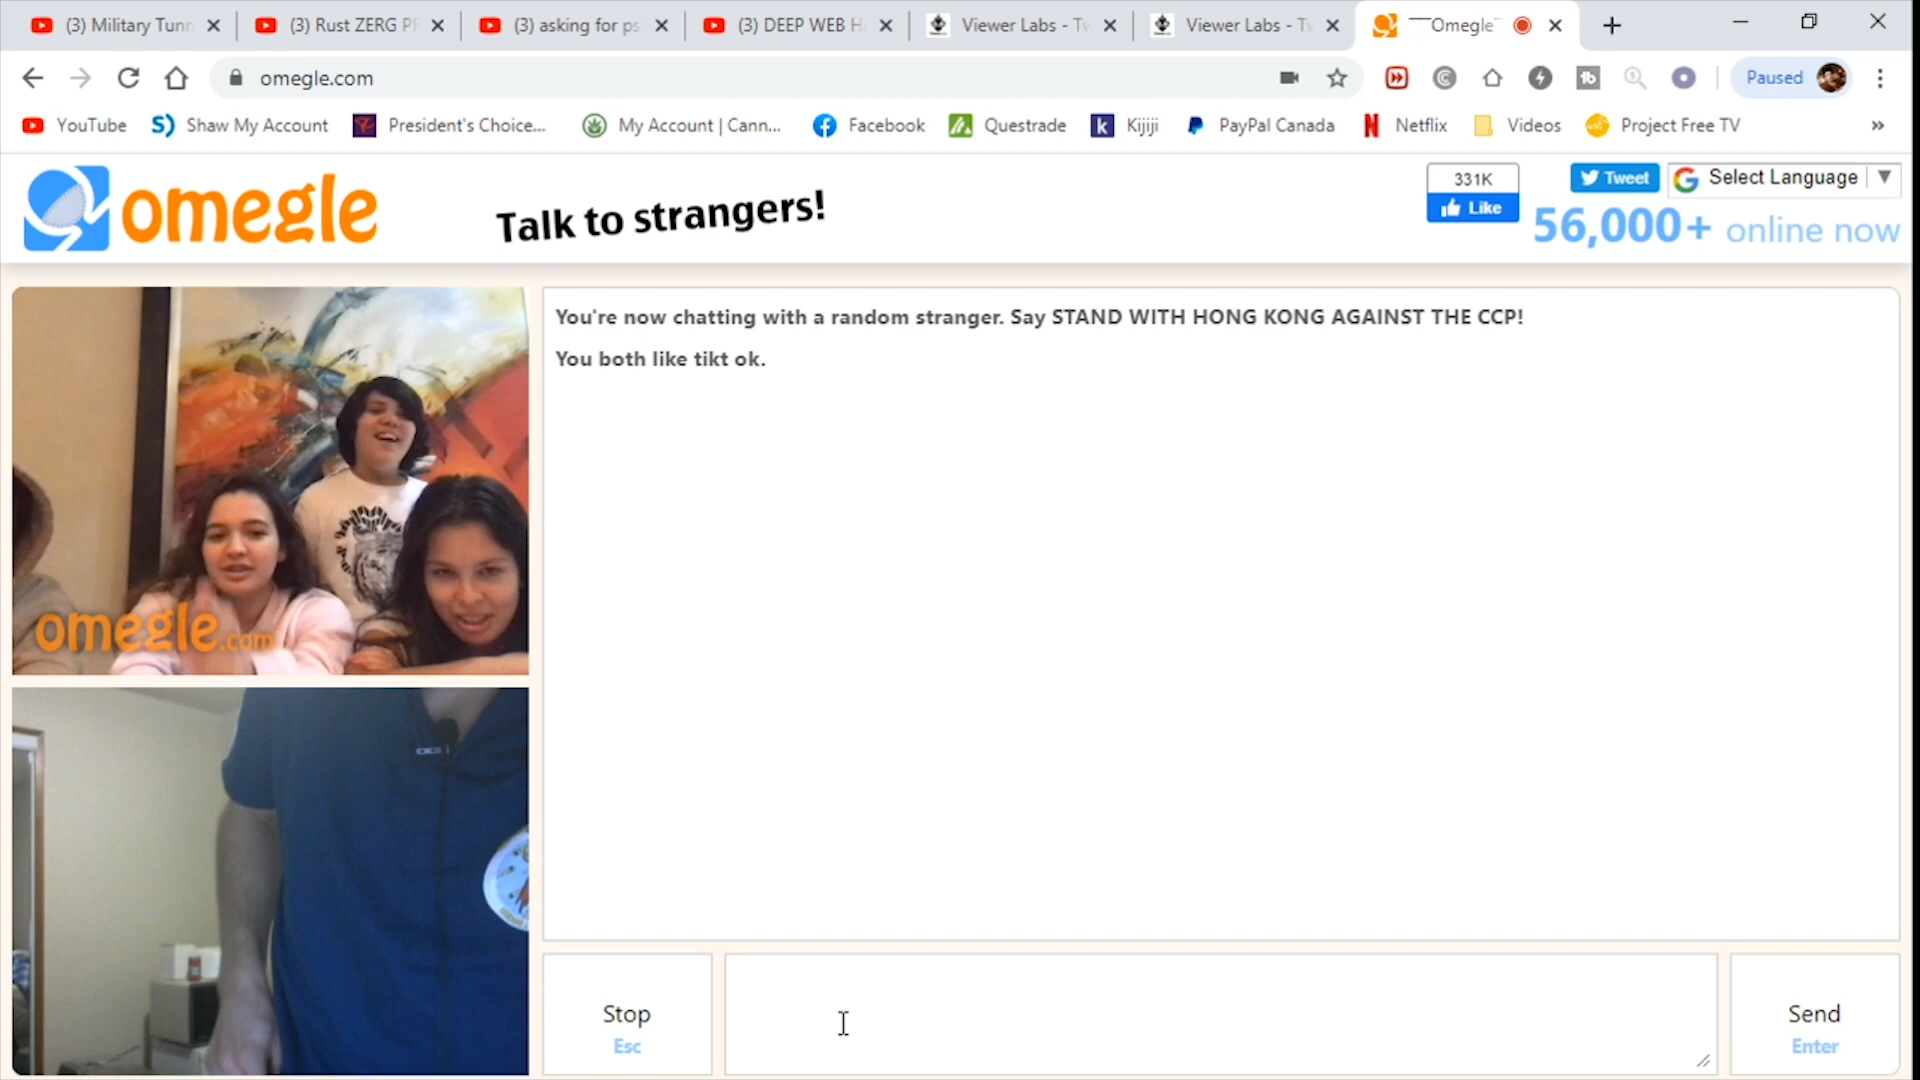 (3) Military Tunn
(3) Rust ZERG P
(3) asking for ps
(3) DEEP WEB H
Viewer Labs - Tw
Viewer Labs - Tw
Omegle
omegle.com
Paused
YouTube
Shaw My Account
President's Choice...
My Account | Cann...
Facebook
Questrade
Kijiji
PayPal Canada
Netflix
Videos
Project Free TV
omegle
Talk to strangers!
331K
Like
Tweet
Select Language
56,000+ online now
You're now chatting with a random stranger. Say STAND WITH HONG KONG AGAINST THE CCP!
You both like tikt ok.
omegle.com
Stop
Esc
Send
Enter